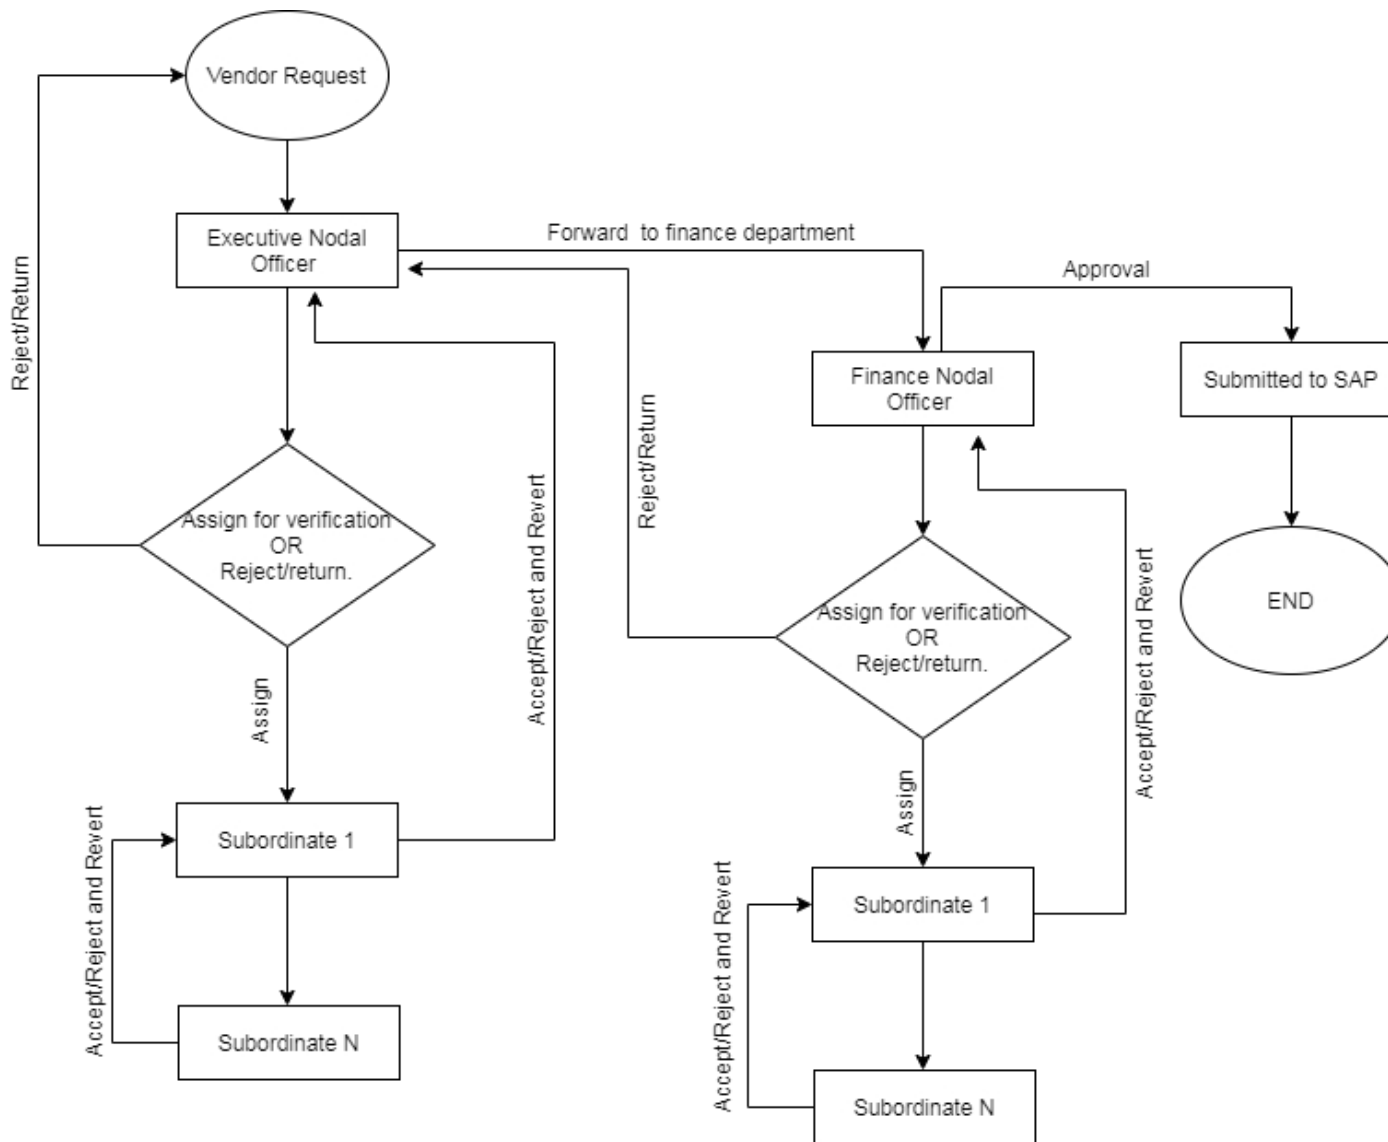 Vendor Request
Executive Nodal
Officer
Forward  to finance department
Approval
Reject/Return
Finance Nodal
Officer
Submitted to SAP
Reject/Return
Assign for verification
OR
Reject/return.
Accept/Reject and Revert
Assign for verification
OR
Reject/return.
Accept/Reject and Revert
END
Assign
Assign
Subordinate 1
Accept/Reject and Revert
Subordinate 1
Accept/Reject and Revert
Subordinate N
Subordinate N